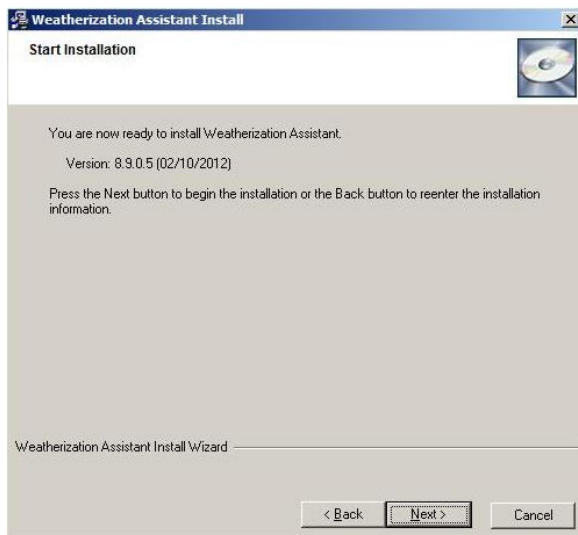 Weatherization Assistant Install
Start Installation
You are now ready to install Weatherization Assistant.
Version: 8.9.0.5 (02/10/2012)
Press the Next button to begin the installation or the Back button to reenter the installation
information.
Weatherization Assistant Install Wizard
< Back
Next >
Cancel